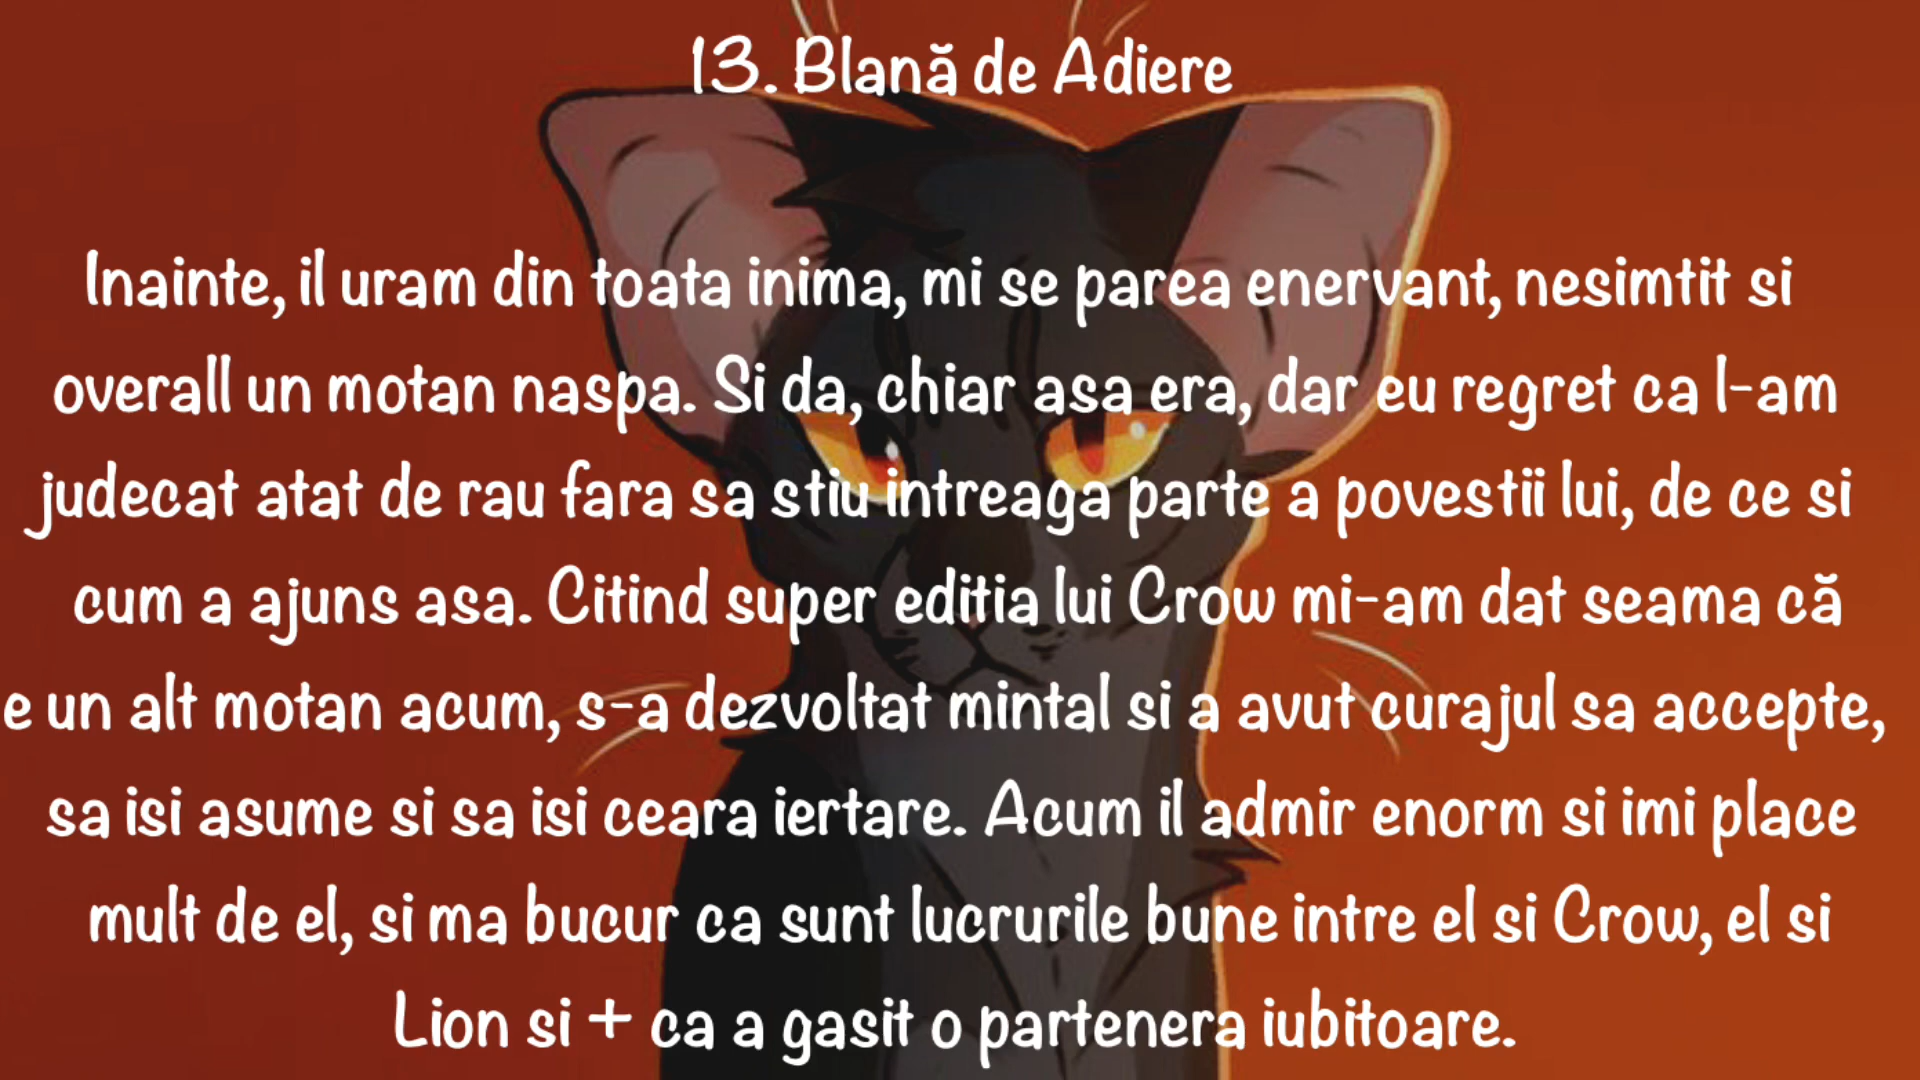 13. Blană de Adiere
Inainte, il uram din toata inima, mi se parea enervant, nesimtit si
overall un motan naspa. Si da, chiar asa era, dar eu regret ca l-am
judecat atat de rau fara sa stiu intreaga parte a povestii lui, de ce si
cum a ajuns asa. Citind super editia lui Crow mi-am dat seama că
e un alt motan acum, s-a dezvoltat mintal si a avut curajul sa accepte,
sa isi asume si sa isi ceara iertare. Acum il admir enorm si imi place
mult de el, si ma bucur ca sunt lucrurile bune intre el si Crow, el si
Lion si + ca a gasit o partenera iubitoare.